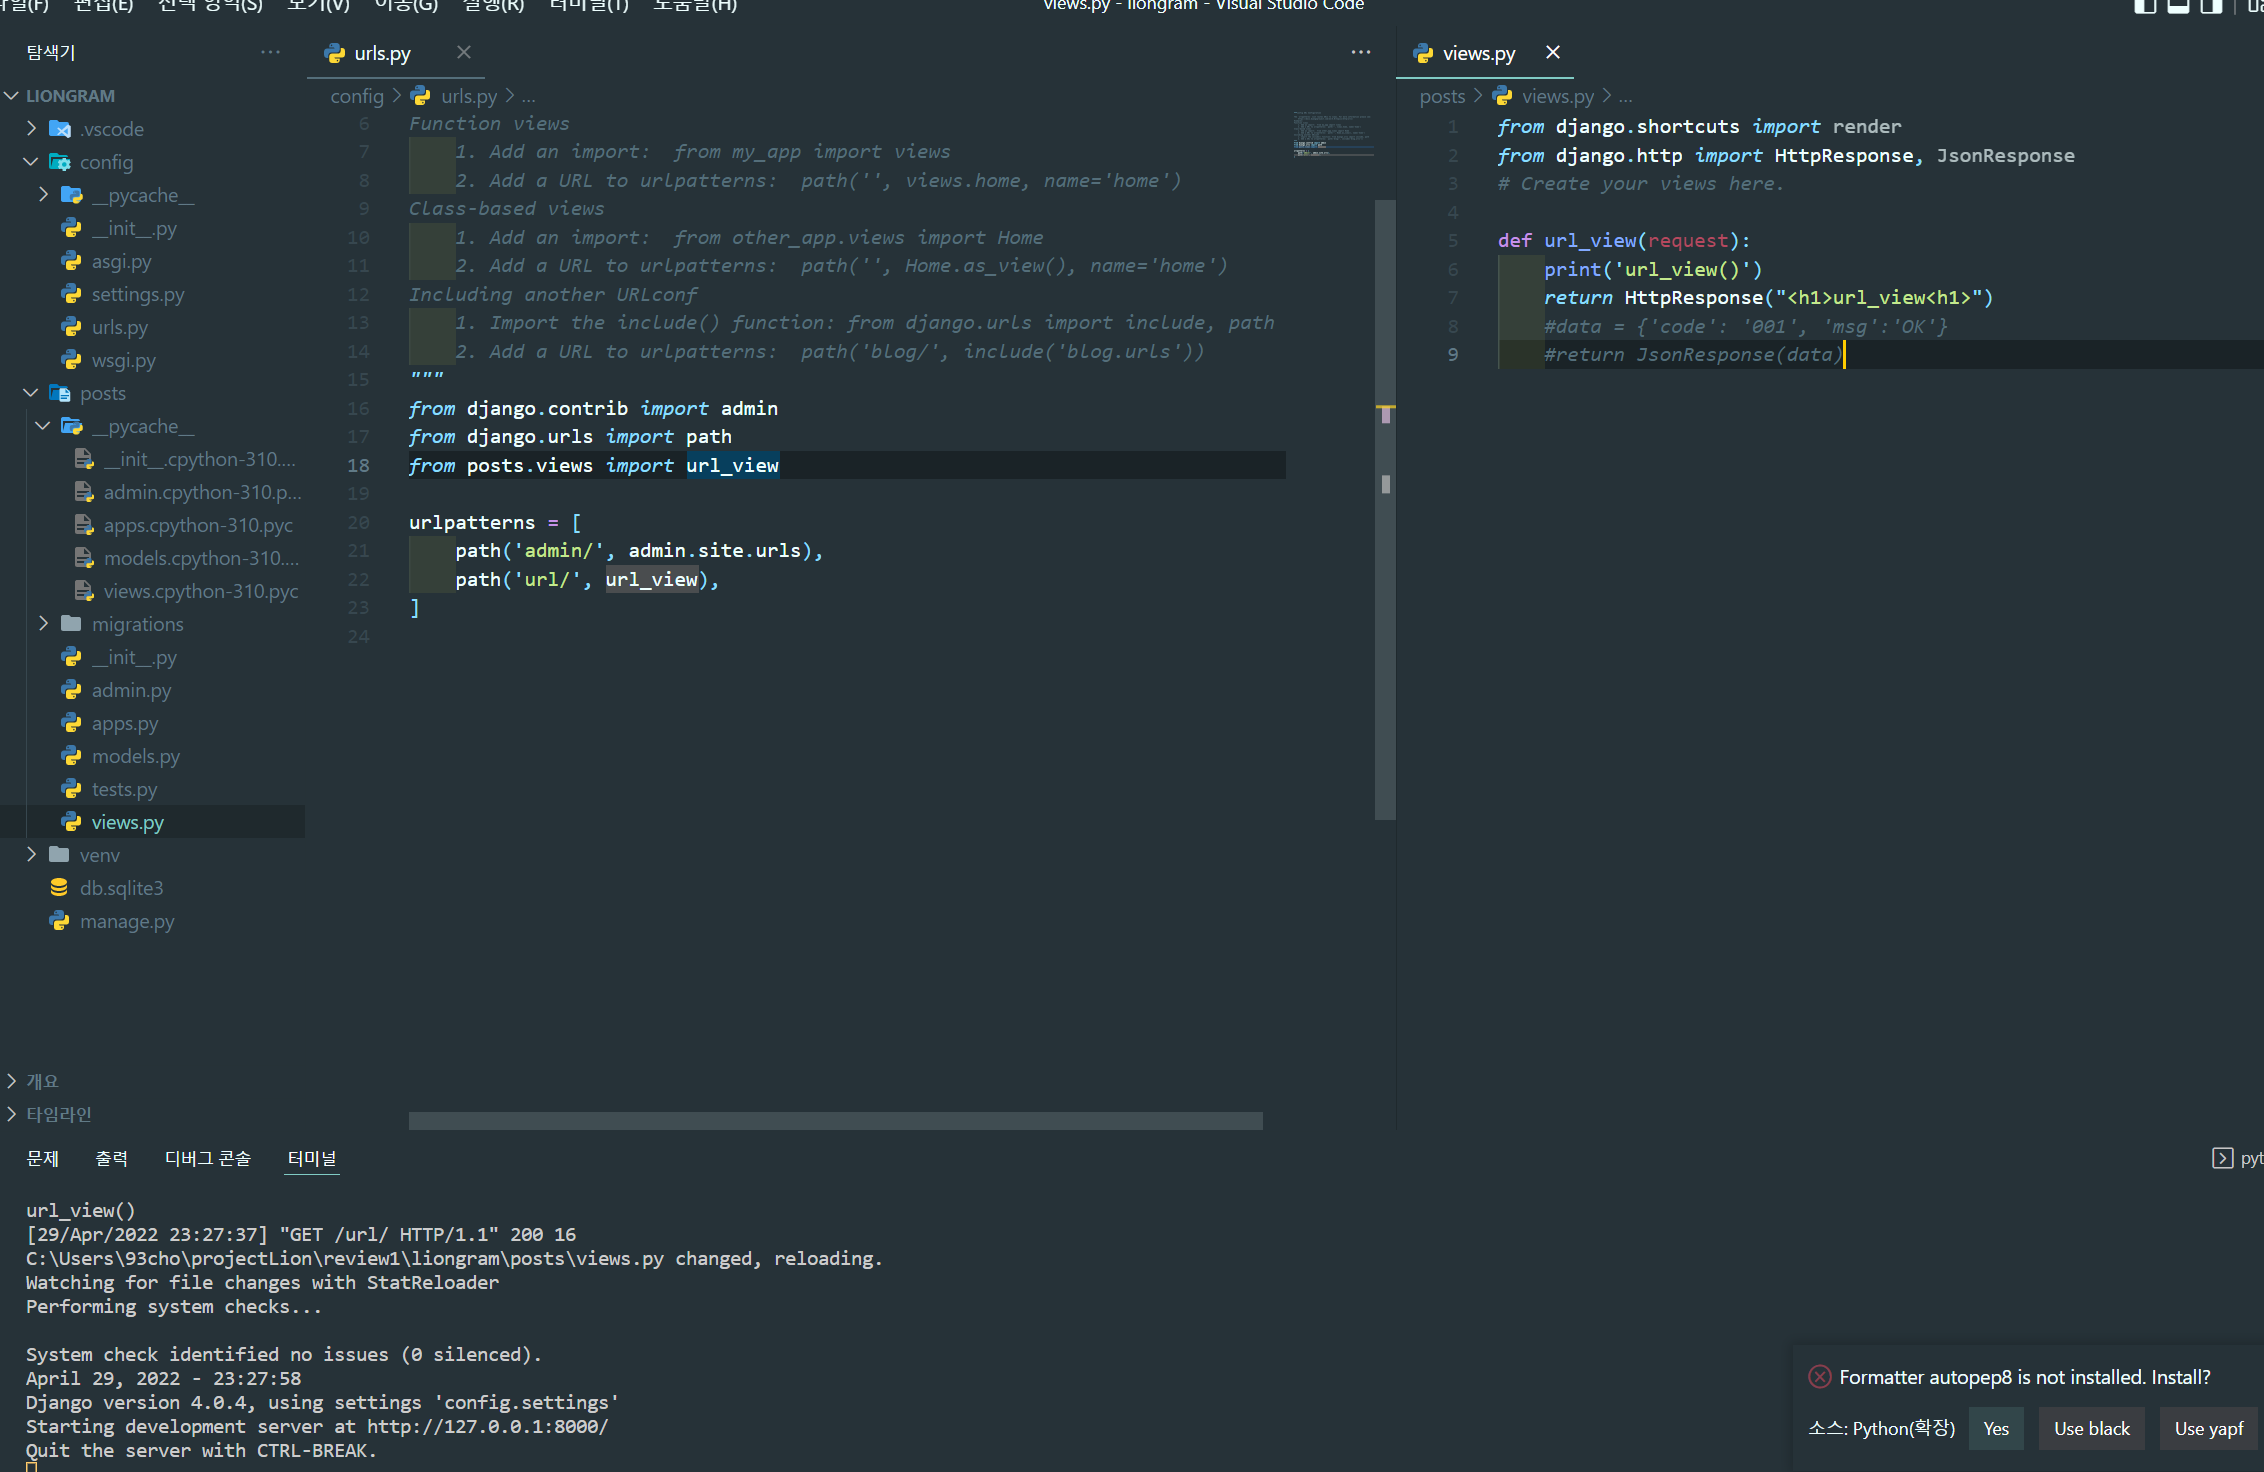 파일(F) 편집(E) 선택 영역(S) 보기(V) 이동(G) 실행(R) 터미널(T) 도움말(H)
views.py - liongram - Visual Studio Code
탐색기
LIONGRAM
.vscode
config
__pycache__
__init__.py
asgi.py
settings.py
urls.py
wsgi.py
posts
__pycache__
__init__.cpython-310....
admin.cpython-310.p...
apps.cpython-310.pyc
models.cpython-310....
views.cpython-310.pyc
migrations
__init__.py
admin.py
apps.py
models.py
tests.py
views.py
venv
db.sqlite3
manage.py
개요
타임라인
urls.py
config > urls.py > ...
6 Function views
7     1. Add an import:  from my_app import views
8     2. Add a URL to urlpatterns:  path('', views.home, name='home')
9 Class-based views
10     1. Add an import:  from other_app.views import Home
11     2. Add a URL to urlpatterns:  path('', Home.as_view(), name='home')
12 Including another URLconf
13     1. Import the include() function: from django.urls import include, path
14     2. Add a URL to urlpatterns:  path('blog/', include('blog.urls'))
15 """
16 from django.contrib import admin
17 from django.urls import path
18 from posts.views import url_view
19
20 urlpatterns = [
21     path('admin/', admin.site.urls),
22     path('url/', url_view),
23 ]
24
views.py
posts > views.py > ...
1 from django.shortcuts import render
2 from django.http import HttpResponse, JsonResponse
3 # Create your views here.
4
5 def url_view(request):
6     print('url_view()')
7     return HttpResponse("<h1>url_view<h1>")
8     #data = {'code': '001', 'msg':'OK'}
9     #return JsonResponse(data)
문제 출력 디버그 콘솔 터미널
pyt
url_view()
[29/Apr/2022 23:27:37] "GET /url/ HTTP/1.1" 200 16
C:\Users\93cho\projectLion\review1\liongram\posts\views.py changed, reloading.
Watching for file changes with StatReloader
Performing system checks...
System check identified no issues (0 silenced).
April 29, 2022 - 23:27:58
Django version 4.0.4, using settings 'config.settings'
Starting development server at http://127.0.0.1:8000/
Quit the server with CTRL-BREAK.
Formatter autopep8 is not installed. Install?
소스: Python(확장) Yes Use black Use yapf